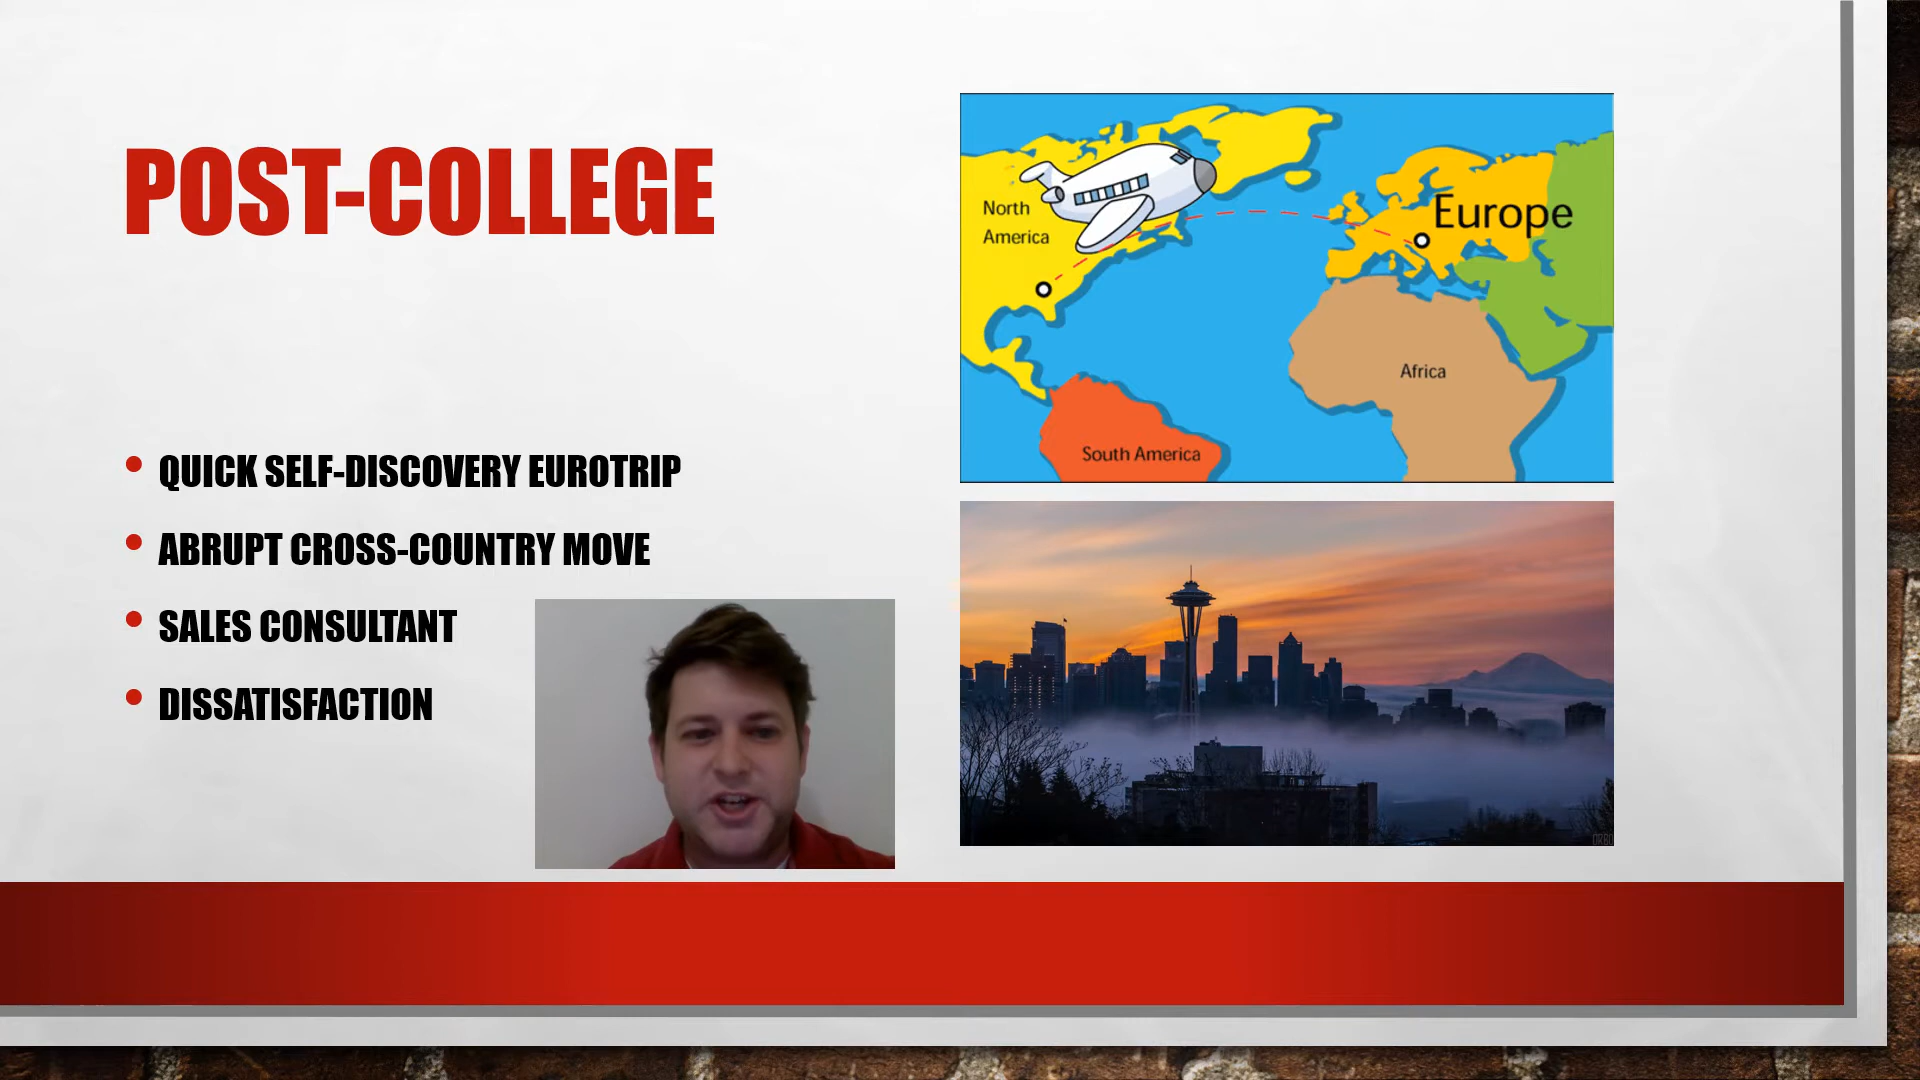 POST-COLLEGE
QUICK SELF-DISCOVERY EUROTRIP
ABRUPT CROSS-COUNTRY MOVE
SALES CONSULTANT
DISSATISFACTION
North
America
Europe
Africa
South America